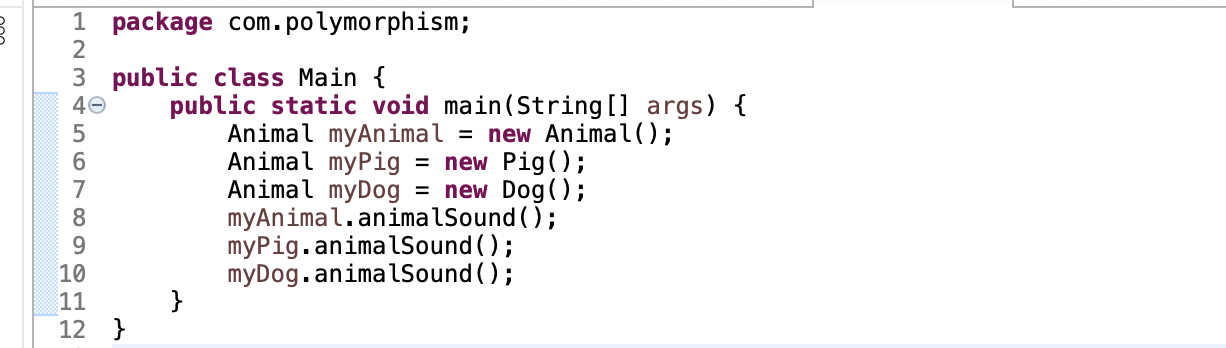 1 package com.polymorphism;
2
3 public class Main {
4     public static void main(String[] args) {
5         Animal myAnimal = new Animal();
6         Animal myPig = new Pig();
7         Animal myDog = new Dog();
8         myAnimal.animalSound();
9         myPig.animalSound();
10         myDog.animalSound();
11     }
12 }